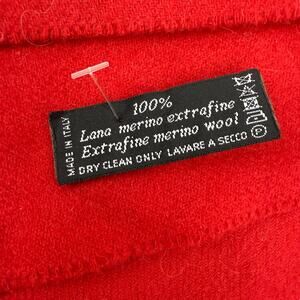 MADE IN ITALY
100%
Lana merino extrafine
Extrafine merino wool
DRY CLEAN ONLY LAVARE A SECCO
P